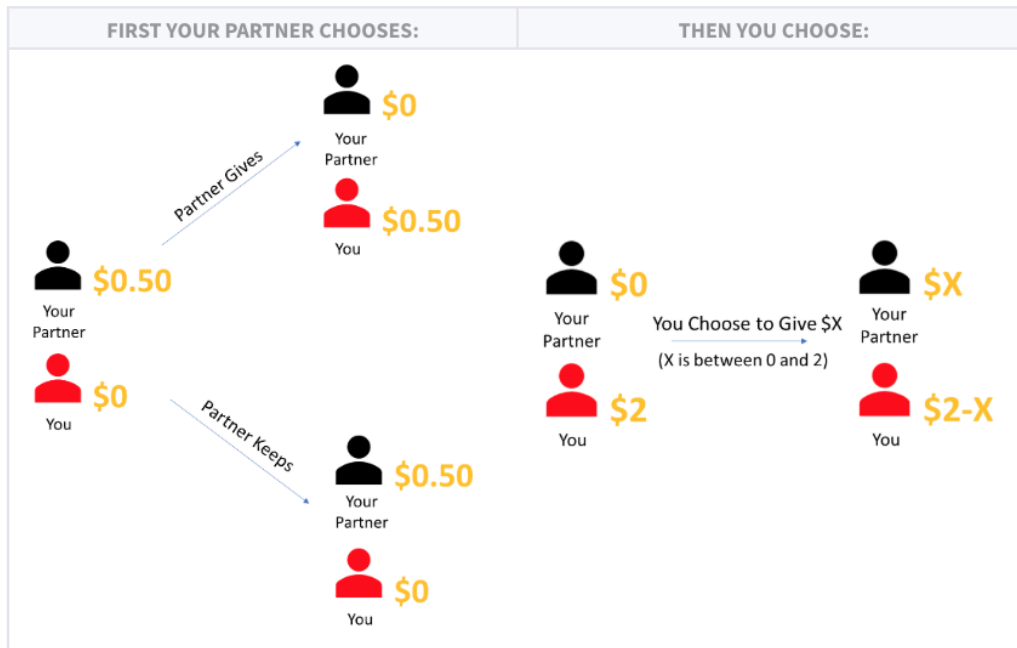 FIRST YOUR PARTNER CHOOSES:
THEN YOU CHOOSE:
$0
Your
Partner
Partner Gives
$0.50
You
$0.50
Your
Partner
$0
You
Partner Keeps
$0.50
Your
Partner
$0
You
$0
Your
Partner
$2
You
You Choose to Give $X
(X is between 0 and 2)
$X
Your
Partner
$2-X
You